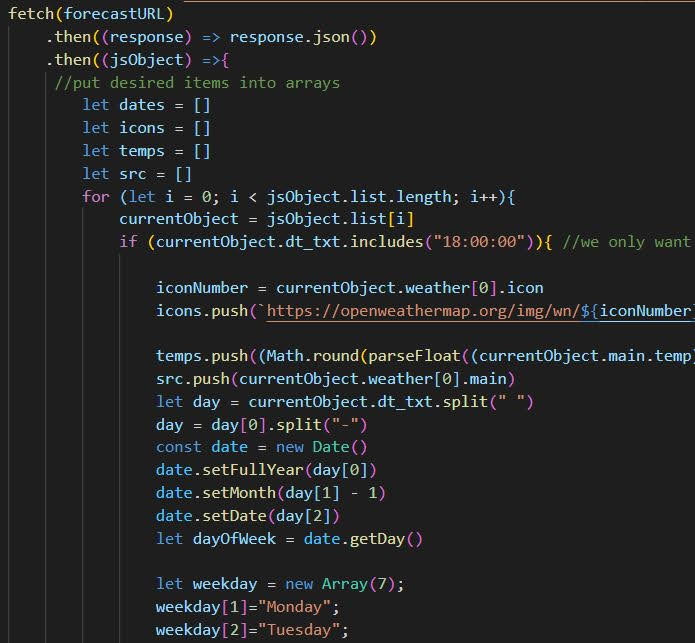 fetch(forecastURL)
.then((response) => response.json())
.then((jsObject) =>{
//put desired items into arrays
let dates = []
let icons = []
let temps = []
let src = []
for (let i = 0; i < jsObject.list.length; i++){
currentObject = jsObject.list[i]
if (currentObject.dt_txt.includes("18:00:00")){ //we only want
iconNumber = currentObject.weather[0].icon
icons.push(`https://openweathermap.org/img/wn/${iconNumber}
temps.push((Math.round(parseFloat((currentObject.main.temp)
src.push(currentObject.weather[0].main)
let day = currentObject.dt_txt.split(" ")
day = day[0].split("-")
const date = new Date()
date.setFullYear(day[0])
date.setMonth(day[1] - 1)
date.setDate(day[2])
let dayOfWeek = date.getDay()
let weekday = new Array(7);
weekday[1]="Monday";
weekday[2]="Tuesday";